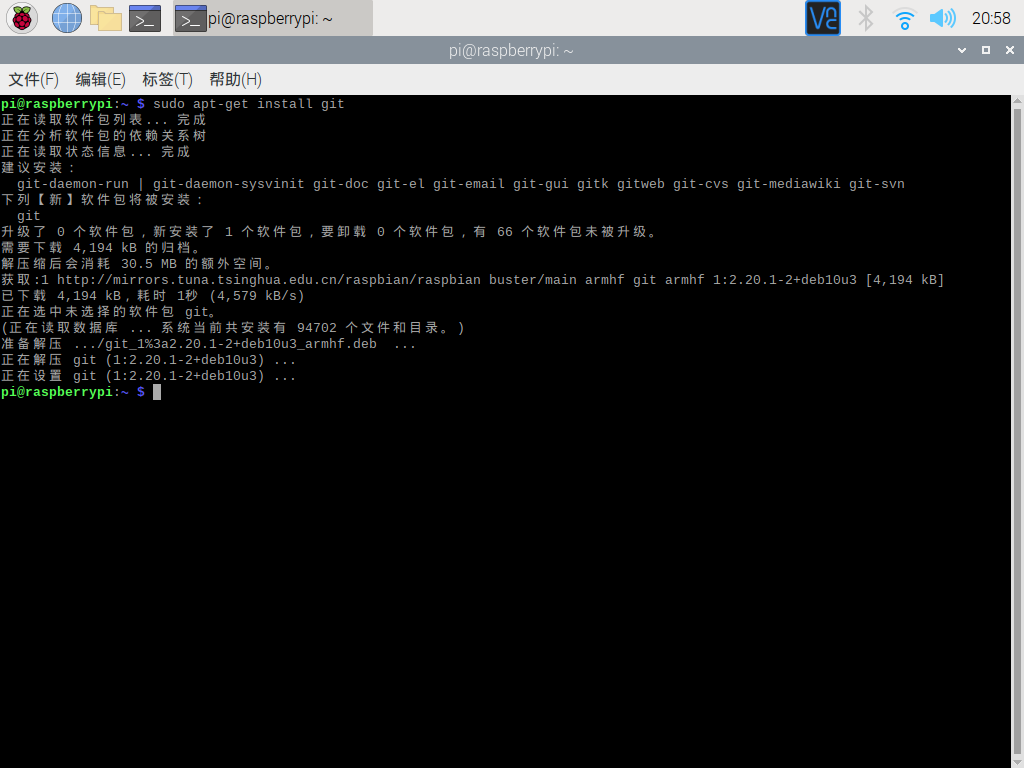 pi@raspberrypi: ~
VNC
20:58
pi@raspberrypi: ~
文件(F) 编辑(E) 标签(T) 帮助(H)
pi@raspberrypi:~ $ sudo apt-get install git
正在读取软件包列表... 完成
正在分析软件包的依赖关系树
正在读取状态信息... 完成
建议安装：
  git-daemon-run | git-daemon-sysvinit git-doc git-el git-email git-gui gitk gitweb git-cvs git-mediawiki git-svn
下列【新】软件包将被安装：
  git
升级了 0 个软件包，新安装了 1 个软件包，要卸载 0 个软件包，有 66 个软件包未被升级。
需要下载 4,194 kB 的归档。
解压缩后会消耗 30.5 MB 的额外空间。
获取:1 http://mirrors.tuna.tsinghua.edu.cn/raspbian/raspbian buster/main armhf git armhf 1:2.20.1-2+deb10u3 [4,194 kB]
已下载 4,194 kB，耗时 1秒 (4,579 kB/s)
正在选中未选择的软件包 git。
(正在读取数据库 ... 系统当前共安装有 94702 个文件和目录。)
准备解压 .../git_1%3a2.20.1-2+deb10u3_armhf.deb  ...
正在解压 git (1:2.20.1-2+deb10u3) ...
正在设置 git (1:2.20.1-2+deb10u3) ...
pi@raspberrypi:~ $